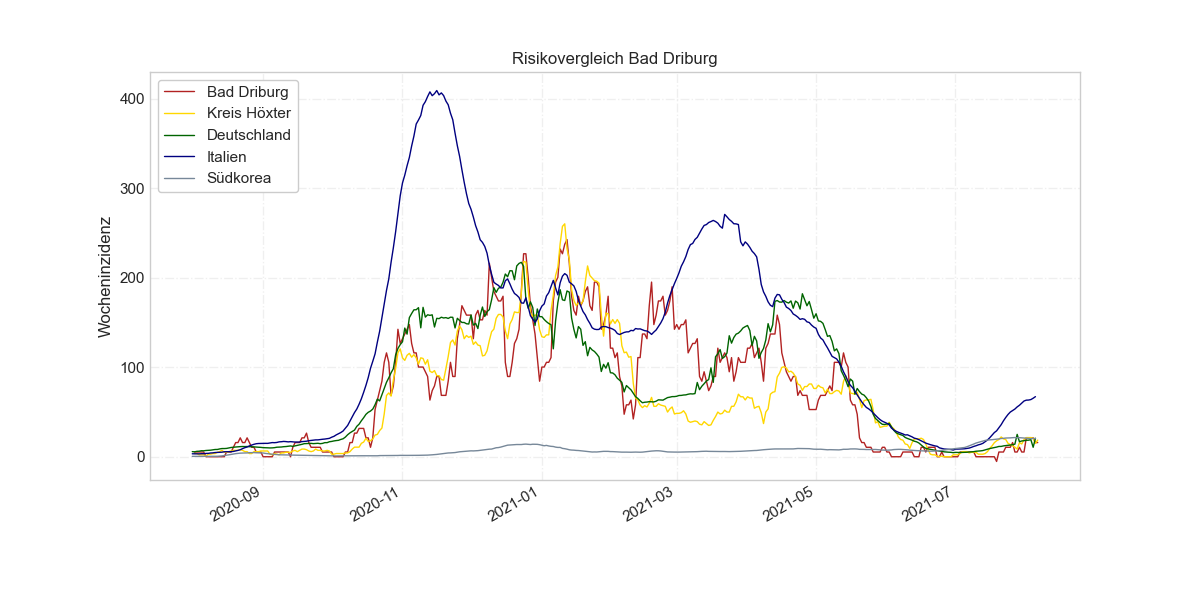 Risikovergleich Bad Driburg
Wocheninzidenz
400
300
200
100
0
Bad Driburg
Kreis Höxter
Deutschland
Italien
Südkorea
2020-09
2020-11
2021-01
2021-03
2021-05
2021-07